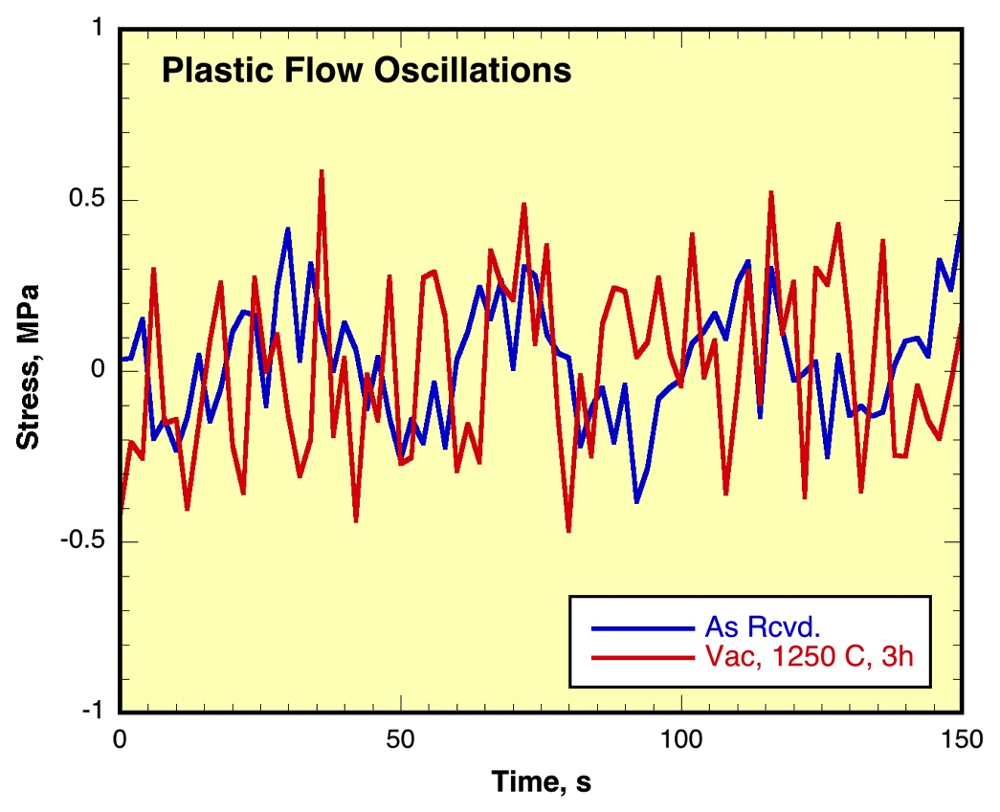 Plastic Flow Oscillations
Stress, MPa
1
0.5
0
-0.5
-1
As Rcvd.
Vac, 1250 C, 3h
0 50 100 150
Time, s